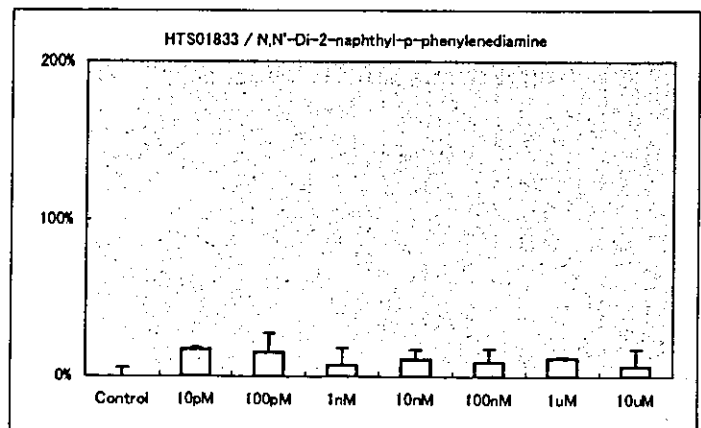 HTS01833 / N,N'-Di-2-naphthyl-p-phenylenediamine
200%
100%
0%
Control 10pM 100pM 1nM 10nM 100nM 1uM 10uM